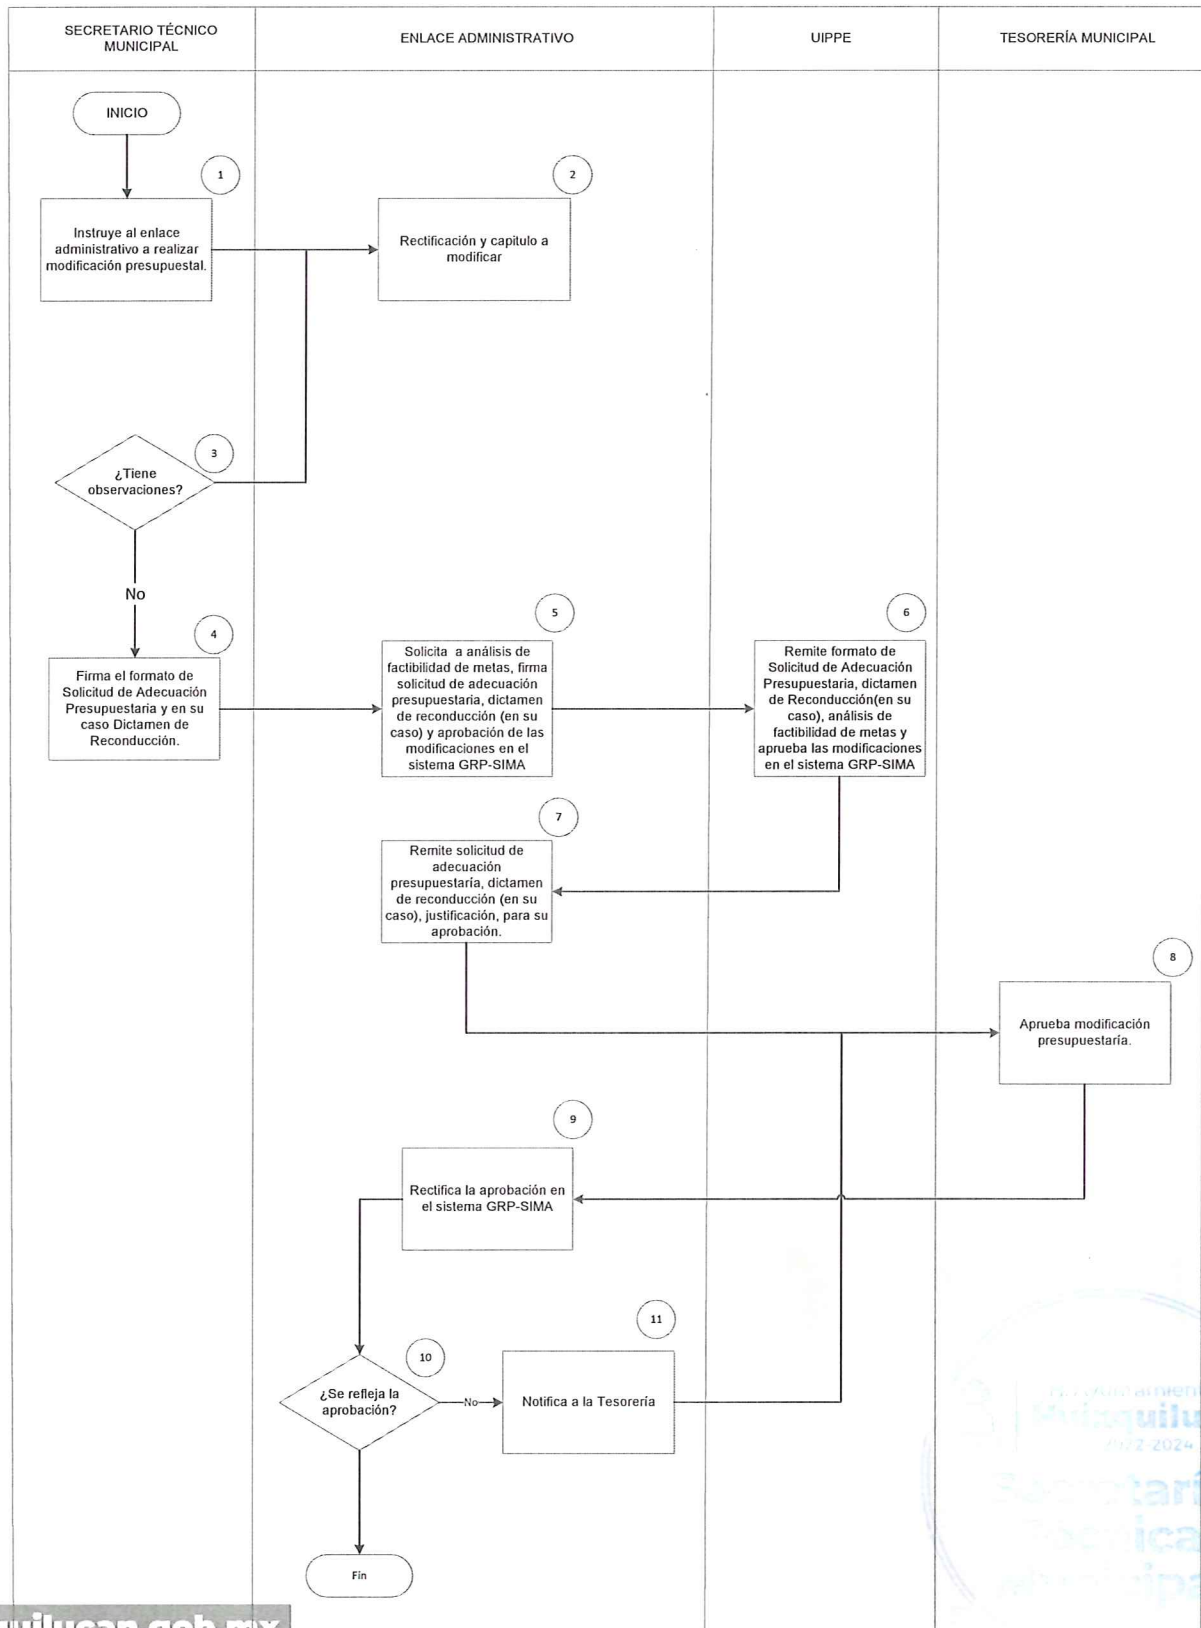 SECRETARIO TÉCNICO
MUNICIPAL
ENLACE ADMINISTRATIVO
UIPPE
TESORERÍA MUNICIPAL
INICIO
1
Instruye al enlace
administrativo a realizar
modificación presupuestal.
2
Rectificación y capitulo a
modificar
3
¿Tiene
observaciones?
No
4
Firma el formato de
Solicitud de Adecuación
Presupuestaria y en su
caso Dictamen de
Reconducción.
5
Solicita a análisis de
factibilidad de metas, firma
solicitud de adecuación
presupuestaria, dictamen
de reconducción (en su
caso) y aprobación de las
modificaciones en el
sistema GRP-SIMA
6
Remite formato de
Solicitud de Adecuación
Presupuestaria, dictamen
de Reconducción(en su
caso), análisis de
factibilidad de metas y
aprueba las modificaciones
en el sistema GRP-SIMA
7
Remite solicitud de
adecuación
presupuestaría, dictamen
de reconducción (en su
caso), justificación, para su
aprobación.
8
Aprueba modificación
presupuestaría.
9
Rectifica la aprobación en
el sistema GRP-SIMA
10
¿Se refleja la
aprobación?
No
11
Notifica a la Tesorería
Fin
2022-2024